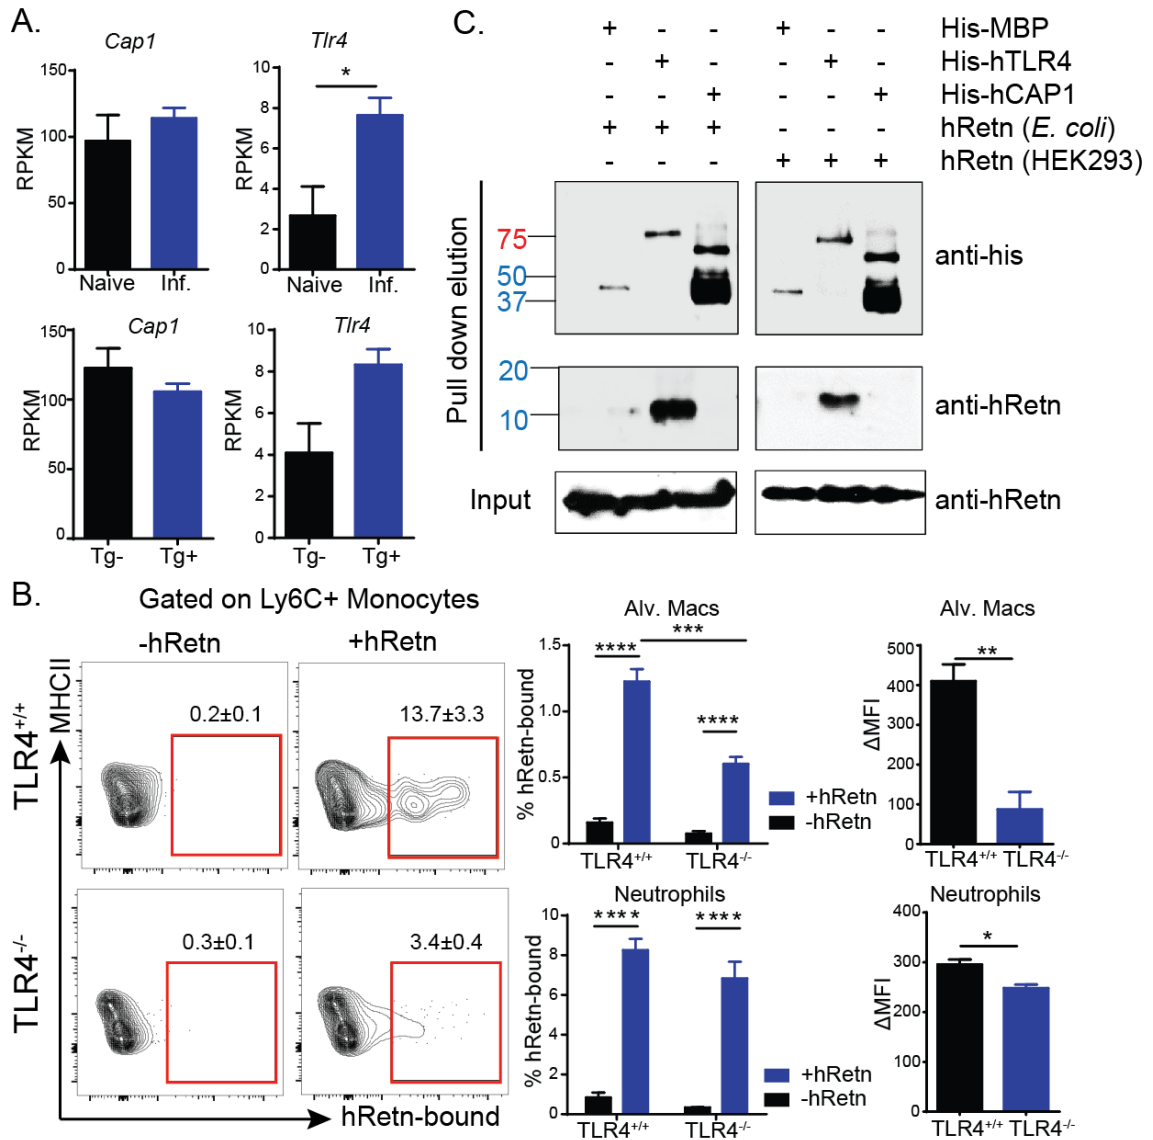 A.
Cap1
RPKM
150
100
50
0
Naive Inf.
Tlr4
*
RPKM
10
8
6
4
2
0
Naive Inf.
Cap1
RPKM
150
100
50
0
Tg- Tg+
Tlr4
RPKM
10
8
6
4
2
0
Tg- Tg+
C.
+ - - + - - His-MBP
- + - - + - His-hTLR4
- - + - - + His-hCAP1
+ + + - - - hRetn (E. coli)
- - - + + + hRetn (HEK293)
Pull down elution
75
50
37
anti-his
20
10
anti-hRetn
Input
anti-hRetn
B.
Gated on Ly6C+ Monocytes
-hRetn +hRetn
MHCII
TLR4+/+
0.2±0.1
13.7±3.3
TLR4-/-
0.3±0.1
3.4±0.4
hRetn-bound
Alv. Macs
% hRetn-bound
1.5
1.0
0.5
0
**** *** ****
TLR4+/+ TLR4-/-
+hRetn
-hRetn
Alv. Macs
ΔMFI
500
400
300
200
100
0
**
TLR4+/+ TLR4-/-
Neutrophils
% hRetn-bound
10
8
6
4
2
0
**** ****
TLR4+/+ TLR4-/-
+hRetn
-hRetn
Neutrophils
ΔMFI
400
300
200
100
0
*
TLR4+/+ TLR4-/-